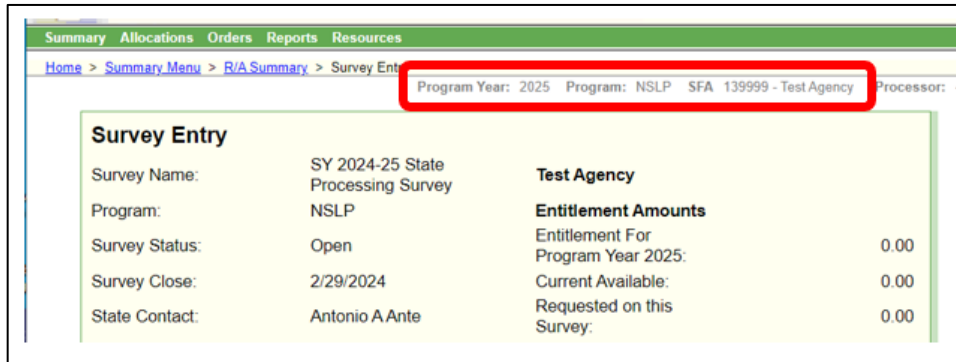 Summary Allocations Orders Reports Resources
Home > Summary Menu > R/A Summary > Survey Entr
Program Year: 2025 Program: NSLP SFA 139999 - Test Agency Processor:
Survey Entry
Survey Name: SY 2024-25 State Processing Survey
Test Agency
Program: NSLP
Entitlement Amounts
Survey Status: Open
Entitlement For Program Year 2025: 0.00
Survey Close: 2/29/2024
Current Available: 0.00
State Contact: Antonio A Ante
Requested on this Survey: 0.00